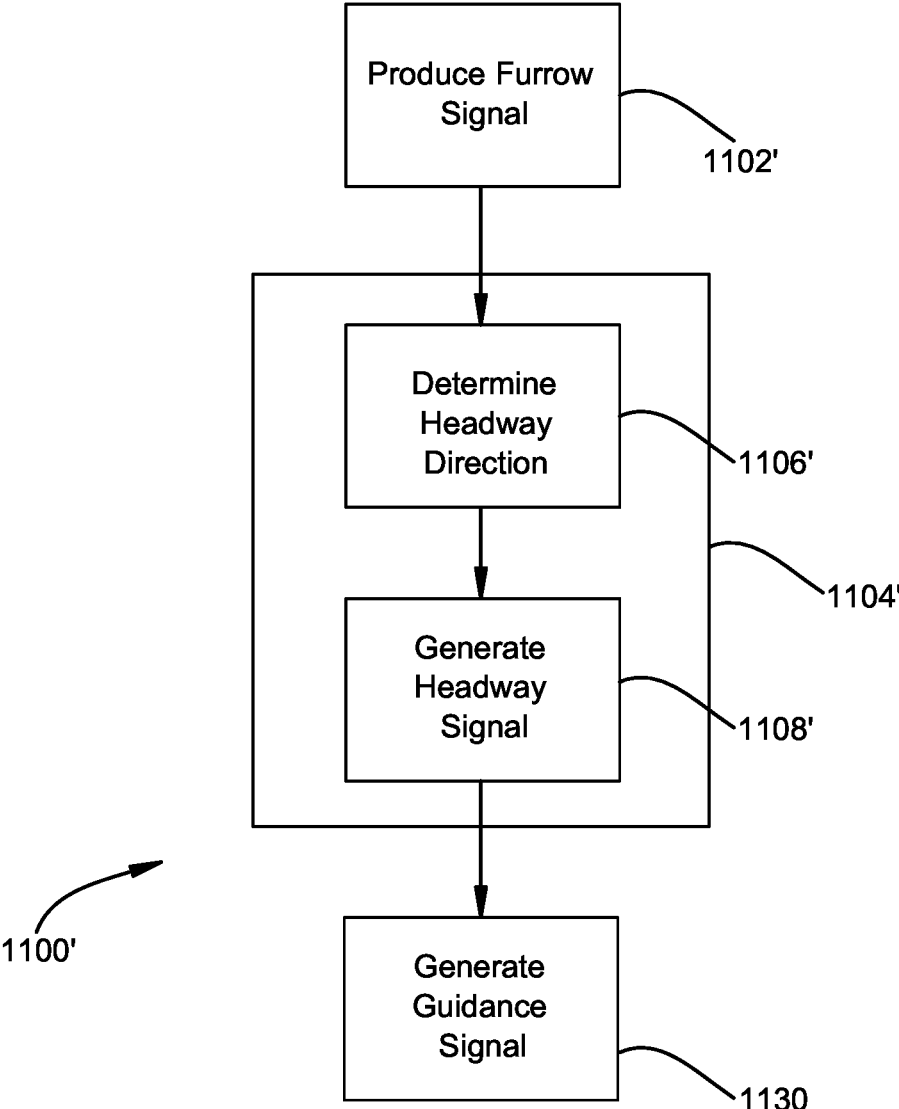 Produce Furrow
Signal
1102'
Determine
Headway
Direction
1106'
1104'
Generate
Headway
Signal
1108'
1100'
Generate
Guidance
Signal
1130